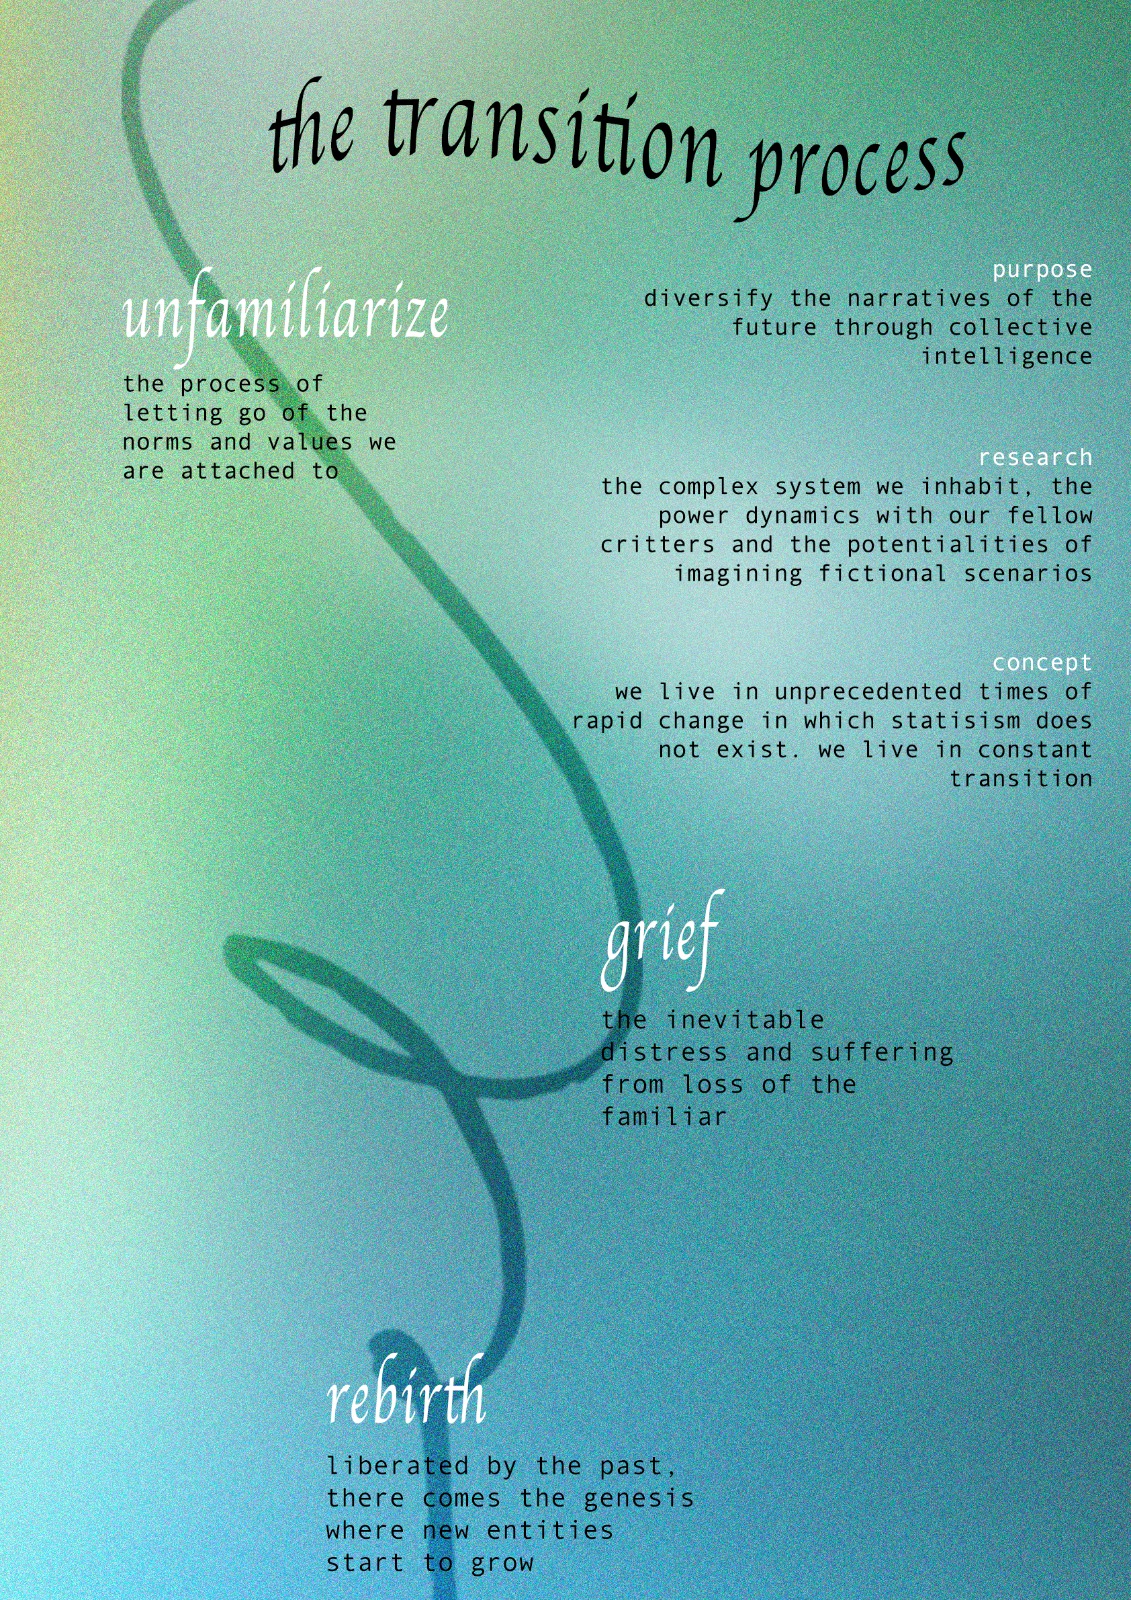 the transition process
unfamiliarize
the process of
letting go of the
norms and values we
are attached to
purpose
diversify the narratives of the
future through collective
intelligence
research
the complex system we inhabit, the
power dynamics with our fellow
critters and the potentialities of
imagining fictional scenarios
concept
we live in unprecedented times of
rapid change in which statisism does
not exist. we live in constant
transition
grief
the inevitable
distress and suffering
from loss of the
familiar
rebirth
liberated by the past,
there comes the genesis
where new entities
start to grow